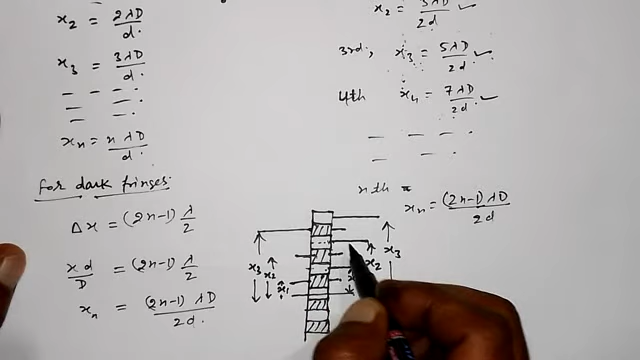 x₂ = 2λD/d.
x₃ = 3λD/d.
xₙ = nλD/d.
for dark fringes:
Δx = (2n-1) λ/2
xd/D = (2n-1) λ/2
xₙ = (2n-1) λD/2d.
x₂ = 3λD/2d
3rd, x₃ = 5λD/2d
4th x₄ = 7λD/2d.
nth =
xₙ = (2n-1) λD/2d
x₃ x₂ x₁
x₂ x₃